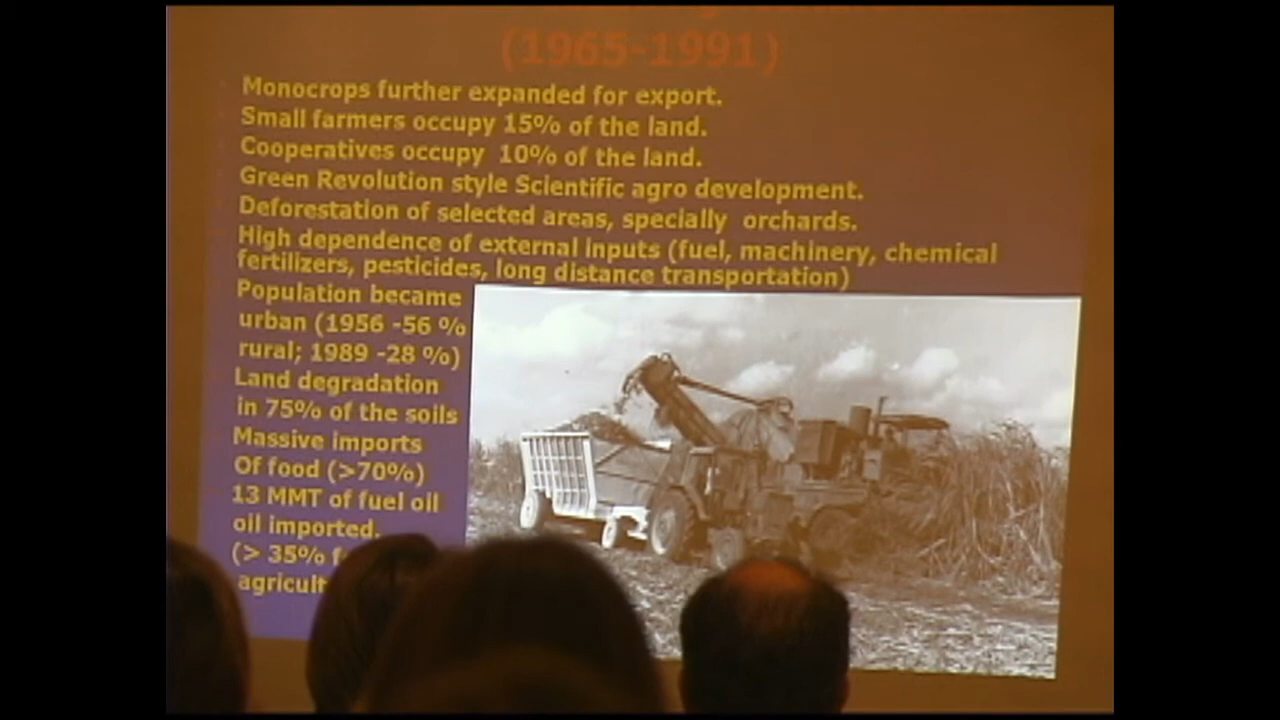 (1965-1991)
Monocrops further expanded for export.
Small farmers occupy 15% of the land.
Cooperatives occupy 10% of the land.
Green Revolution style Scientific agro development.
Deforestation of selected areas, specially orchards.
High dependence of external inputs (fuel, machinery, chemical
fertilizers, pesticides, long distance transportation)
Population became
urban (1956 -56 %
rural; 1989 -28 %)
Land degradation
in 75% of the soils
Massive imports
Of food (>70%)
13 MMT of fuel oil
oil imported.
(> 35%